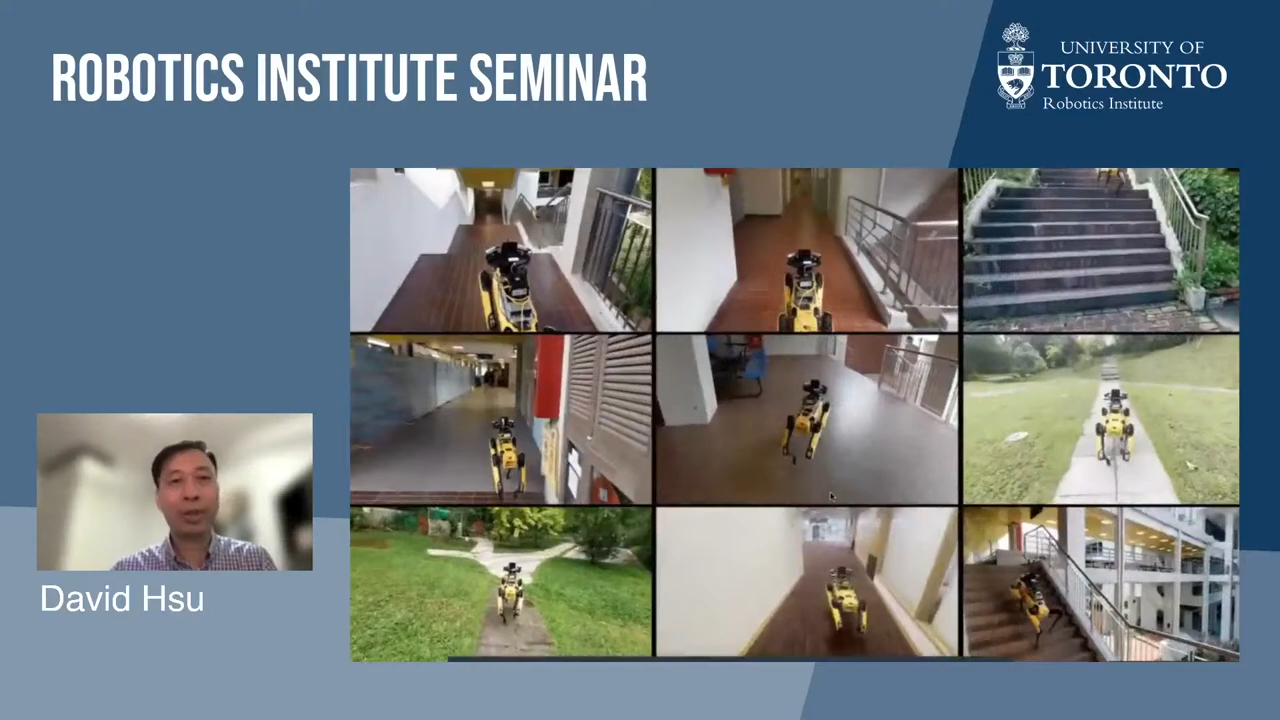 ROBOTICS INSTITUTE SEMINAR
UNIVERSITY OF
TORONTO
Robotics Institute
David Hsu